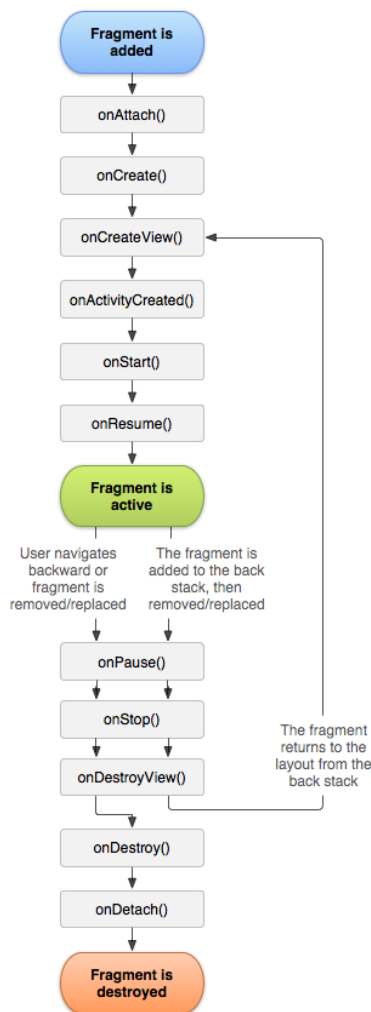 Fragment is
added
onAttach()
onCreate()
onCreateView()
onActivityCreated()
onStart()
onResume()
Fragment is
active
User navigates
backward or
fragment is
removed/replaced
The fragment is
added to the back
stack, then
removed/replaced
onPause()
onStop()
onDestroyView()
The fragment
returns to the
layout from the
back stack
onDestroy()
onDetach()
Fragment is
destroyed